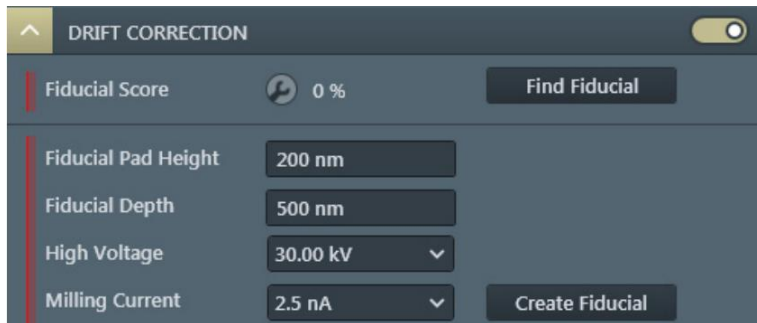 DRIFT CORRECTION
Fiducial Score 0 % Find Fiducial
Fiducial Pad Height 200 nm
Fiducial Depth 500 nm
High Voltage 30.00 kV
Milling Current 2.5 nA Create Fiducial